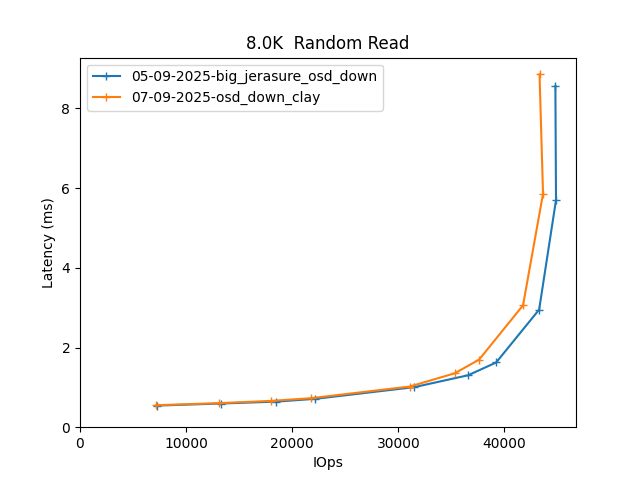 8.0K  Random Read
05-09-2025-big_jerasure_osd_down
07-09-2025-osd_down_clay
Latency (ms)
8
6
4
2
0
0 10000 20000 30000 40000
IOps